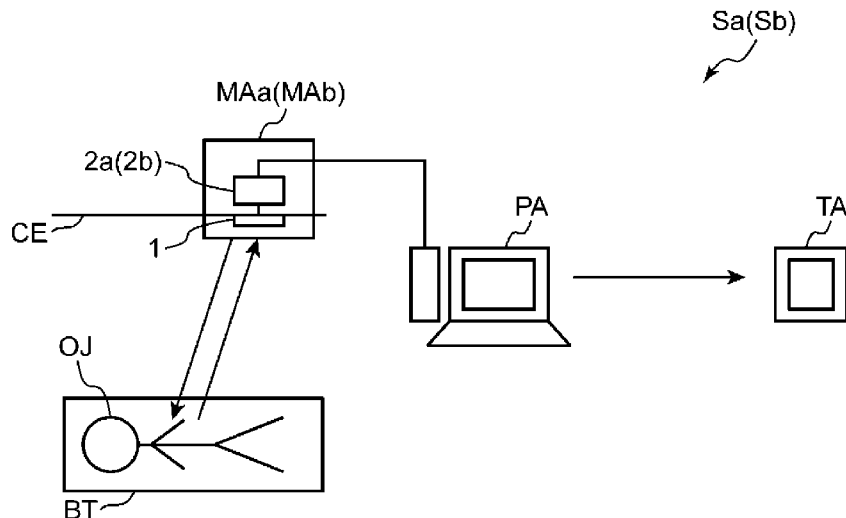 Sa(Sb)
MAa(MAb)
2a(2b)
CE
1
PA
TA
OJ
BT